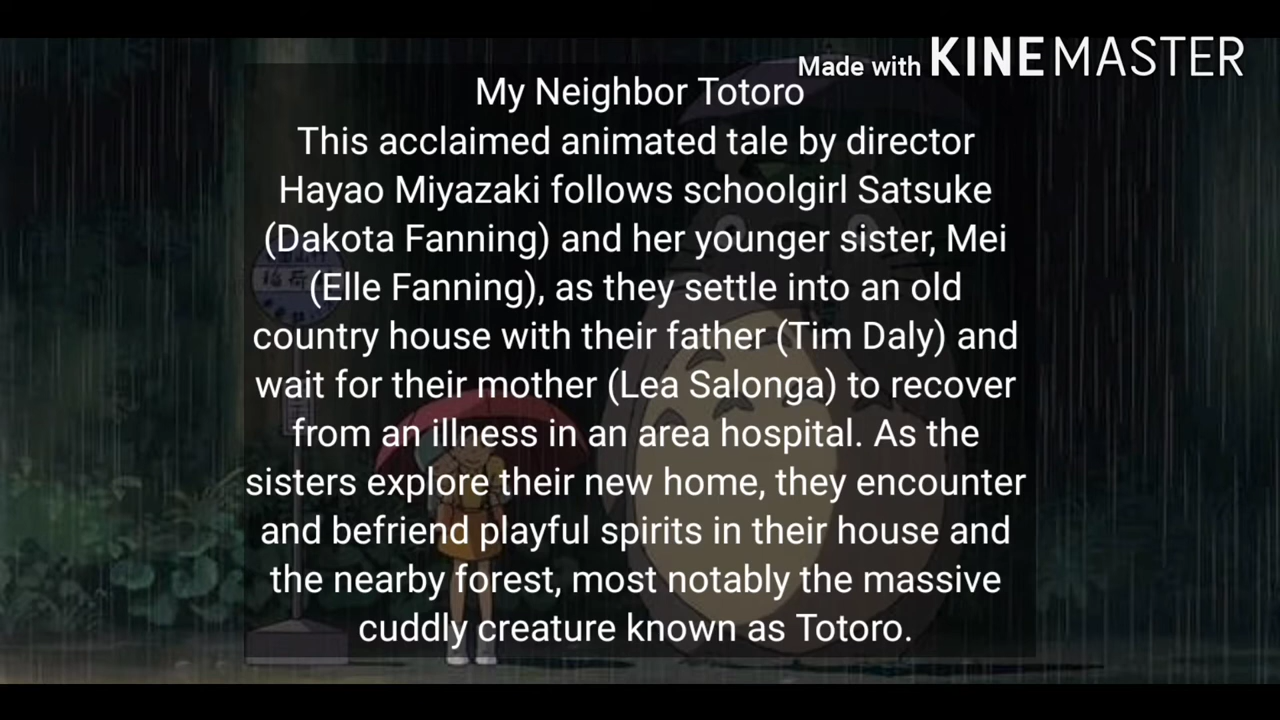 Made with KINEMASTER
My Neighbor Totoro
This acclaimed animated tale by director
Hayao Miyazaki follows schoolgirl Satsuke
(Dakota Fanning) and her younger sister, Mei
(Elle Fanning), as they settle into an old
country house with their father (Tim Daly) and
wait for their mother (Lea Salonga) to recover
from an illness in an area hospital. As the
sisters explore their new home, they encounter
and befriend playful spirits in their house and
the nearby forest, most notably the massive
cuddly creature known as Totoro.
稲荷